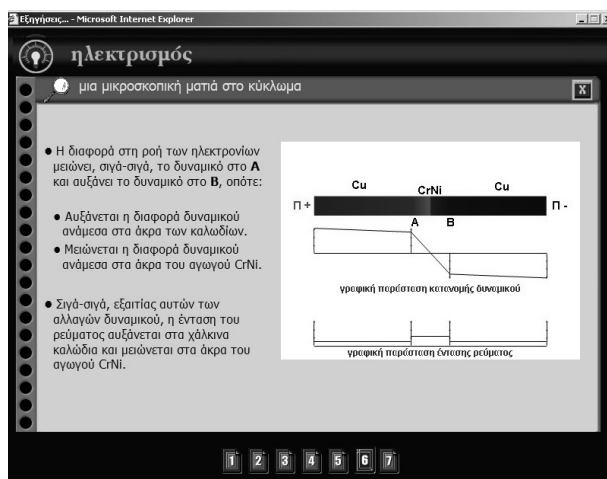 Εξηγήσεις... - Microsoft Internet Explorer
ηλεκτρισμός
μια μικροσκοπική ματιά στο κύκλωμα
X
• Η διαφορά στη ροή των ηλεκτρονίων
μειώνει, σιγά-σιγά, το δυναμικό στο A
και αυξάνει το δυναμικό στο B, οπότε:
• Αυξάνεται η διαφορά δυναμικού
ανάμεσα στα άκρα των καλωδίων.
• Μειώνεται η διαφορά δυναμικού
ανάμεσα στα άκρα του αγωγού CrNi.
• Σιγά-σιγά, εξαιτίας αυτών των
αλλαγών δυναμικού, η ένταση του
ρεύματος αυξάνεται στα χάλκινα
καλώδια και μειώνεται στα άκρα του
αγωγού CrNi.
Cu CrNi Cu
Π + Π -
A B
γραφική παράσταση κατανομής δυναμικού
γραφική παράσταση έντασης ρεύματος
1 2 3 4 5 6 7